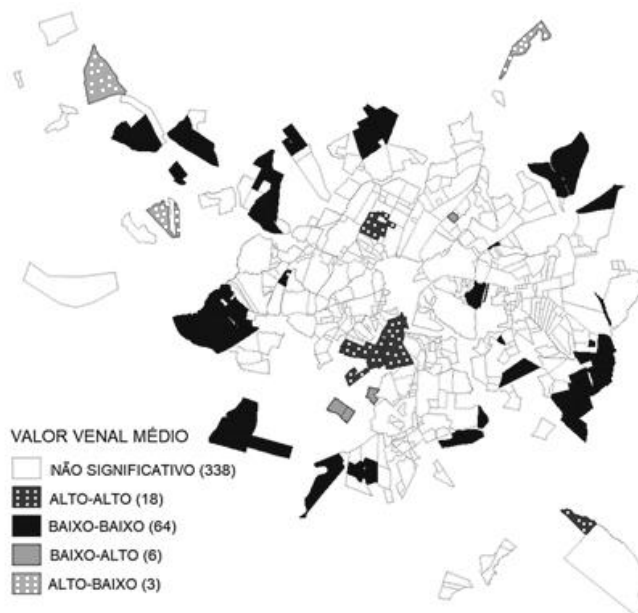 VALOR VENAL MÉDIO
NÃO SIGNIFICATIVO (338)
ALTO-ALTO (18)
BAIXO-BAIXO (64)
BAIXO-ALTO (6)
ALTO-BAIXO (3)